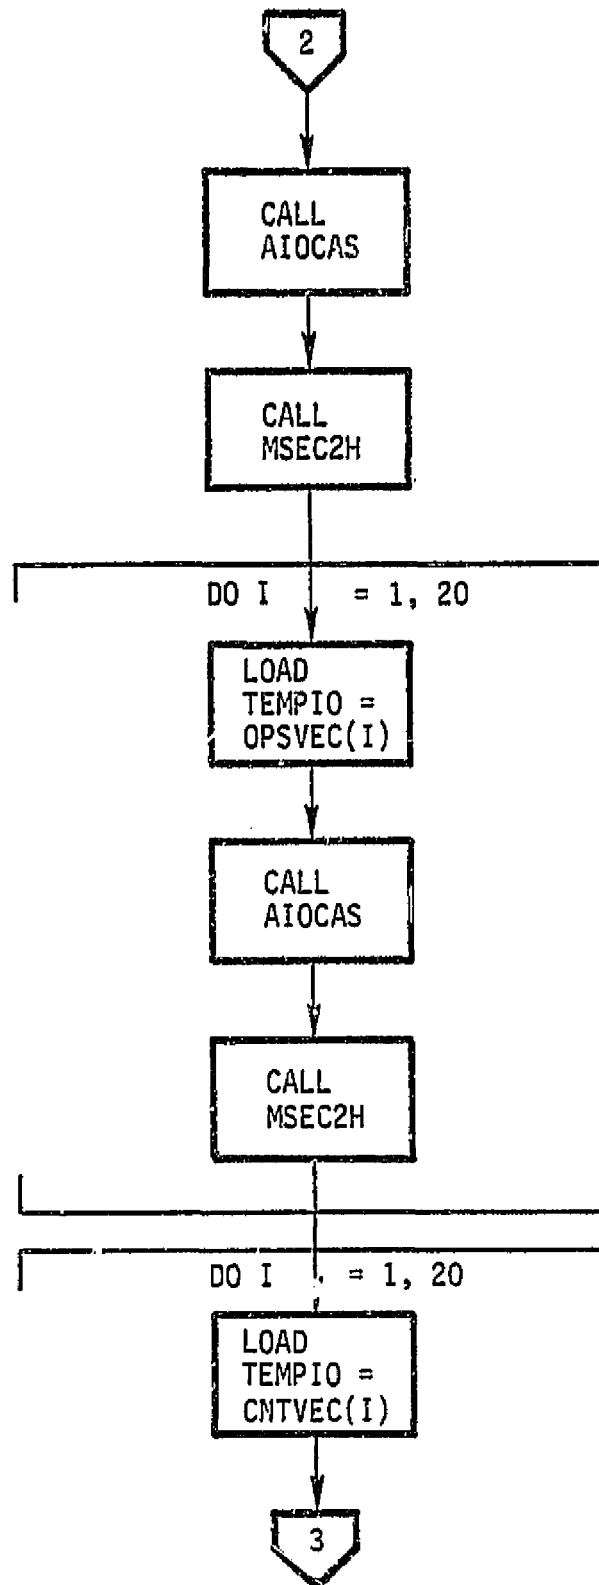 2
CALL
AIOCAS
CALL
MSEC2H
DO I = 1, 20
LOAD
TEMPIO =
OPSVEC(I)
CALL
AIOCAS
CALL
MSEC2H
DO I = 1, 20
LOAD
TEMPIO =
CNTVEC(I)
3